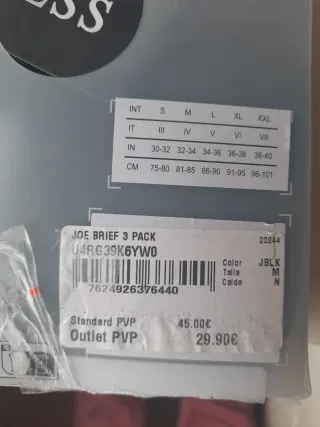 ESS
INT S M L XL XXL
IT III IV V VI VII
IN 30-32 32-34 34-36 36-38 38-40
CM 75-80 81-85 86-90 91-95 96-101
JOE BRIEF 3 PACK 20244
U4RG39K6YW0
Color JBLK
Talla M
Caida N
7624926376440
Standard PVP 45.00€
Outlet PVP 29.90€